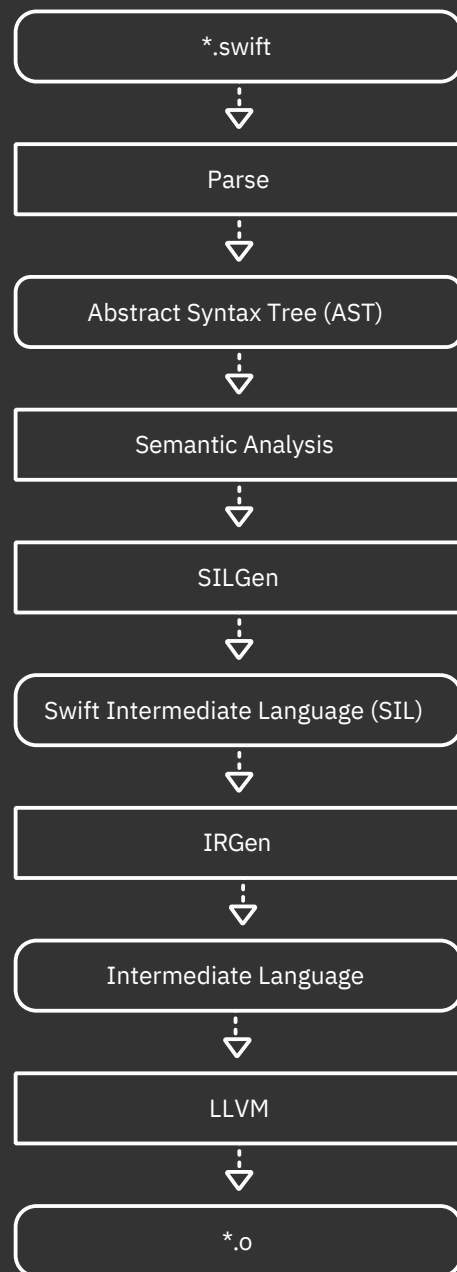 *.swift
Parse
Abstract Syntax Tree (AST)
Semantic Analysis
SILGen
Swift Intermediate Language (SIL)
IRGen
Intermediate Language
LLVM
*.o